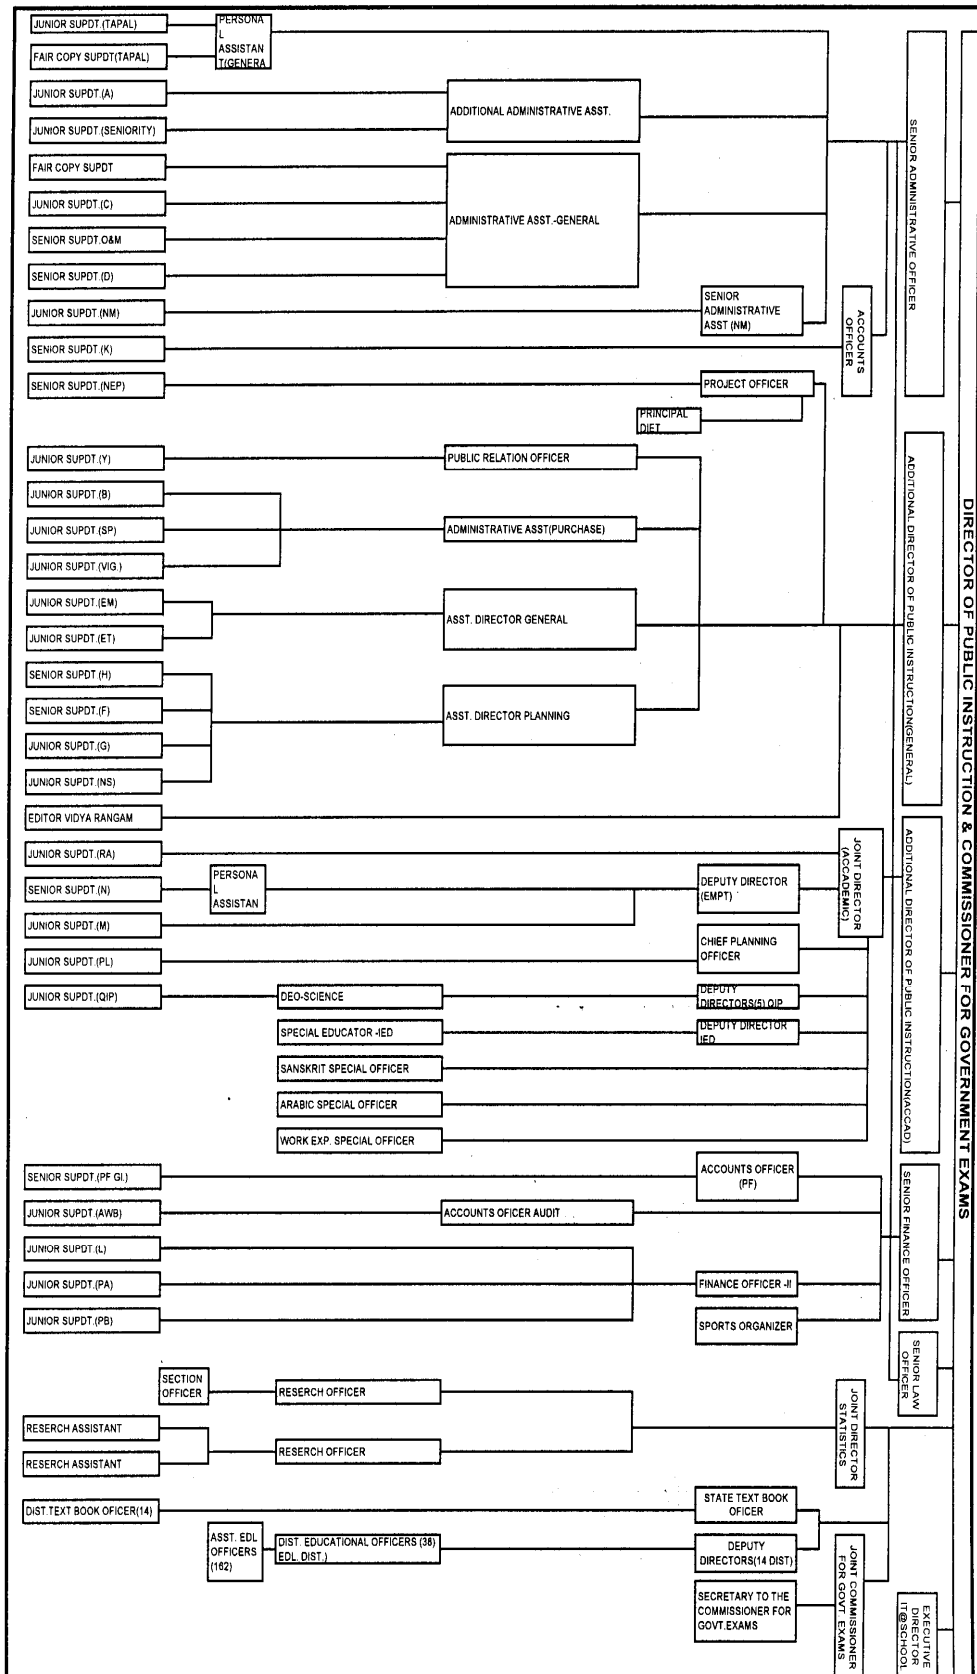 JUNIOR SUPDT.(TAPAL)
FAIR COPY SUPDT(TAPAL)
PERSONA
L
ASSISTAN
T(GENERA
JUNIOR SUPDT.(A)
JUNIOR SUPDT.(SENIORITY)
ADDITIONAL ADMINISTRATIVE ASST.
FAIR COPY SUPDT
JUNIOR SUPDT.(C)
SENIOR SUPDT.O&M
SENIOR SUPDT.(D)
ADMINISTRATIVE ASST.-GENERAL
JUNIOR SUPDT.(NM)
SENIOR
ADMINISTRATIVE
ASST (NM)
SENIOR SUPDT.(K)
ACCOUNTS
OFFICER
SENIOR ADMINISTRATIVE OFFICER
SENIOR SUPDT.(NEP)
PROJECT OFFICER
PRINCIPAL
DIET
JUNIOR SUPDT.(Y)
PUBLIC RELATION OFFICER
JUNIOR SUPDT.(B)
JUNIOR SUPDT.(SP)
JUNIOR SUPDT.(VIG.)
ADMINISTRATIVE ASST(PURCHASE)
JUNIOR SUPDT.(EM)
JUNIOR SUPDT.(ET)
ASST. DIRECTOR GENERAL
SENIOR SUPDT.(H)
SENIOR SUPDT.(F)
JUNIOR SUPDT.(G)
JUNIOR SUPDT.(NS)
ASST. DIRECTOR PLANNING
EDITOR VIDYA RANGAM
ADDITIONAL DIRECTOR OF PUBLIC INSTRUCTION(GENERAL)
DIRECTOR OF PUBLIC INSTRUCTION & COMMISSIONER FOR GOVERNMENT EXAMS
JUNIOR SUPDT.(RA)
JOINT DIRECTOR
(ACCADEMIC)
SENIOR SUPDT.(N)
PERSONA
L
ASSISTAN
DEPUTY DIRECTOR
(EMPT)
JUNIOR SUPDT.(M)
JUNIOR SUPDT.(PL)
CHIEF PLANNING
OFFICER
JUNIOR SUPDT.(QIP)
DEO-SCIENCE
DEPUTY
DIRECTORS(5) QIP
SPECIAL EDUCATOR -IED
DEPUTY DIRECTOR
IED
SANSKRIT SPECIAL OFFICER
ARABIC SPECIAL OFFICER
WORK EXP. SPECIAL OFFICER
ADDITIONAL DIRECTOR OF PUBLIC INSTRUCTION(ACCAD)
SENIOR SUPDT.(PF GI.)
ACCOUNTS OFFICER
(PF)
JUNIOR SUPDT.(AWB)
ACCOUNTS OFICER AUDIT
JUNIOR SUPDT.(L)
JUNIOR SUPDT.(PA)
JUNIOR SUPDT.(PB)
FINANCE OFFICER -II
SPORTS ORGANIZER
SENIOR FINANCE OFFICER
SENIOR LAW
OFFICER
SECTION
OFFICER
RESERCH OFFICER
RESERCH ASSISTANT
RESERCH ASSISTANT
RESERCH OFFICER
JOINT DIRECTOR
STATISTICS
DIST.TEXT BOOK OFICER(14)
STATE TEXT BOOK
OFICER
ASST. EDL
OFFICERS
(162)
DIST. EDUCATIONAL OFFICERS (38)
EDL. DIST.)
DEPUTY
DIRECTORS(14 DIST)
SECRETARY TO THE
COMMISSIONER FOR
GOVT.EXAMS
JOINT COMMISSIONER
FOR GOVT. EXAMS
EXECUTIVE
DIRECTOR
IT@SCHOOL